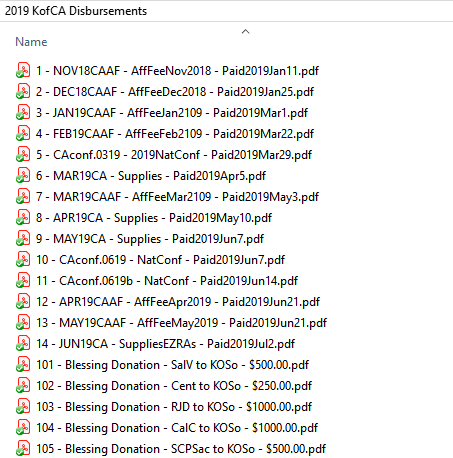 2019 KofCA Disbursements
Name
1 - NOV18CAAF - AffFeeNov2018 - Paid2019Jan11.pdf
2 - DEC18CAAF - AffFeeDec2018 - Paid2019Jan25.pdf
3 - JAN19CAAF - AffFeeJan2109 - Paid2019Mar1.pdf
4 - FEB19CAAF - AffFeeFeb2109 - Paid2019Mar22.pdf
5 - CAconf.0319 - 2019NatConf - Paid2019Mar29.pdf
6 - MAR19CA - Supplies - Paid2019Apr5.pdf
7 - MAR19CAAF - AffFeeMar2109 - Paid2019May3.pdf
8 - APR19CA - Supplies - Paid2019May10.pdf
9 - MAY19CA - Supplies - Paid2019Jun7.pdf
10 - CAconf.0619 - NatConf - Paid2019Jun7.pdf
11 - CAconf.0619b - NatConf - Paid2019Jun14.pdf
12 - APR19CAAF - AffFeeApr2019 - Paid2019Jun21.pdf
13 - MAY19CAAF - AffFeeMay2019 - Paid2019Jun21.pdf
14 - JUN19CA - SuppliesEZRAs - Paid2019Jul2.pdf
101 - Blessing Donation - SalV to KOSo - $500.00.pdf
102 - Blessing Donation - Cent to KOSo - $250.00.pdf
103 - Blessing Donation - RJD to KOSo - $1000.00.pdf
104 - Blessing Donation - CalC to KOSo - $1000.00.pdf
105 - Blessing Donation - SCPSac to KOSo - $500.00.pdf